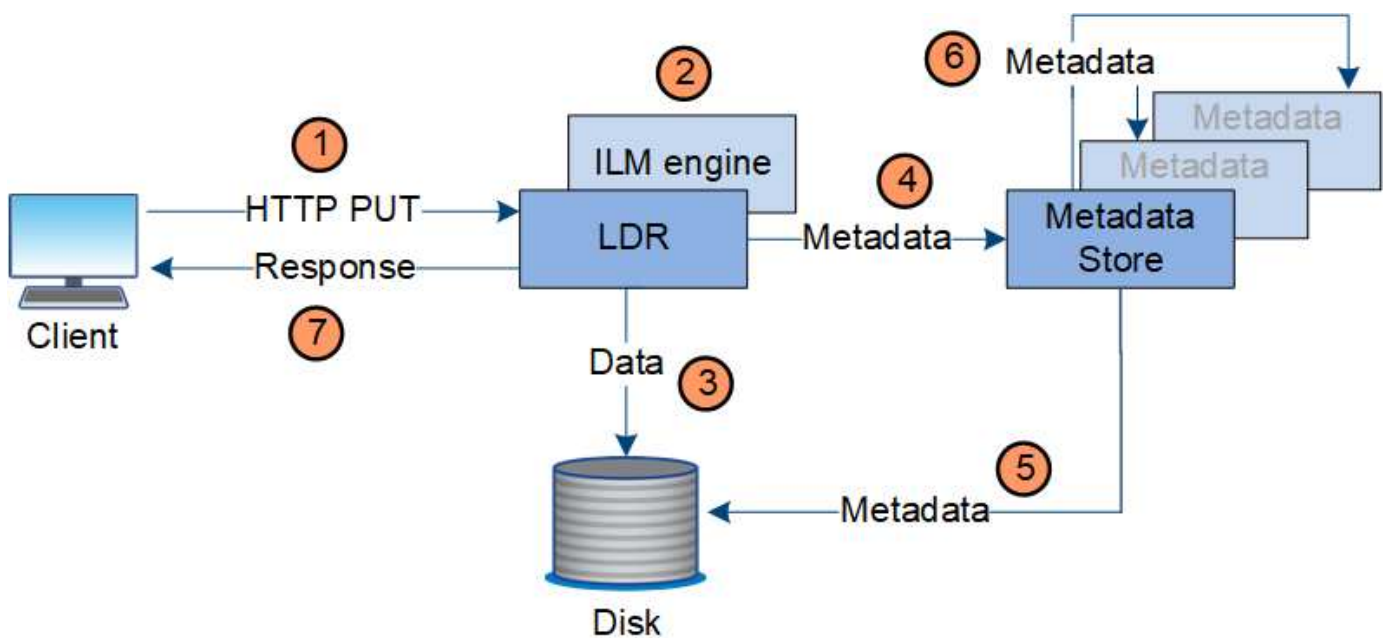 6
Metadata
2
Metadata
1
ILM engine
Metadata
4
HTTP PUT
LDR
Metadata
Metadata
Store
Response
7
Client
Data
3
5
Metadata
Disk